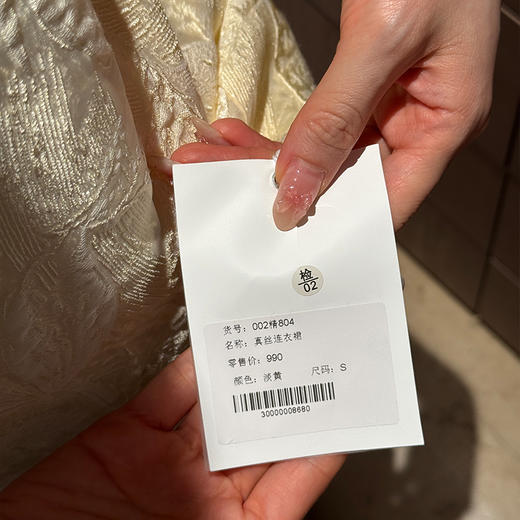 检
02
货号: 002精804
名称: 真丝连衣裙
零售价: 990
颜色: 淡黄 尺码: S
30000008680